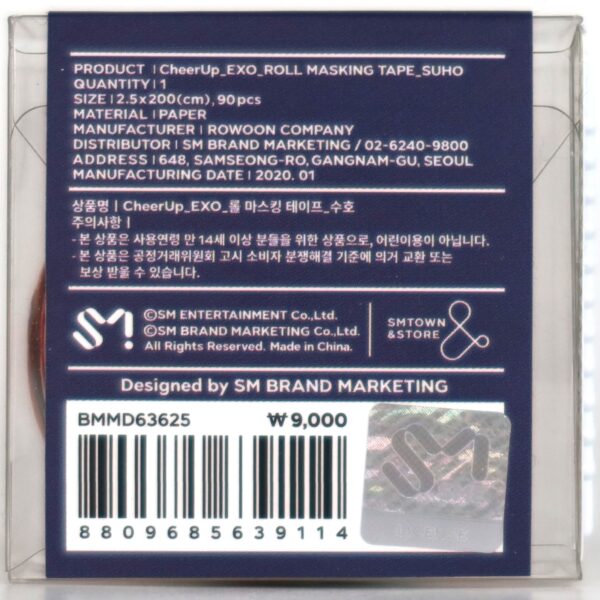 PRODUCT | CheerUp_EXO_ROLL MASKING TAPE_SUHO
QUANTITY | 1
SIZE | 2.5x200(cm), 90pcs
MATERIAL | PAPER
MANUFACTURER | ROWOON COMPANY
DISTRIBUTOR | SM BRAND MARKETING / 02-6240-9800
ADDRESS | 648, SAMSEONG-RO, GANGNAM-GU, SEOUL
MANUFACTURING DATE | 2020. 01
상품명 | CheerUp_EXO_롤 마스킹 테이프_수호
주의사항 |
- 본 상품은 사용연령 만 14세 이상 분들을 위한 상품으로, 어린이용이 아닙니다.
- 본 상품은 공정거래위원회 고시 소비자 분쟁해결 기준에 의거 교환 또는
보상 받을 수 있습니다.
SM
©SM ENTERTAINMENT Co.,Ltd.
©SM BRAND MARKETING Co.,Ltd.
All Rights Reserved. Made in China.
SMTOWN
&STORE
&
Designed by SM BRAND MARKETING
BMMD63625
₩9,000
SM
8809685639114